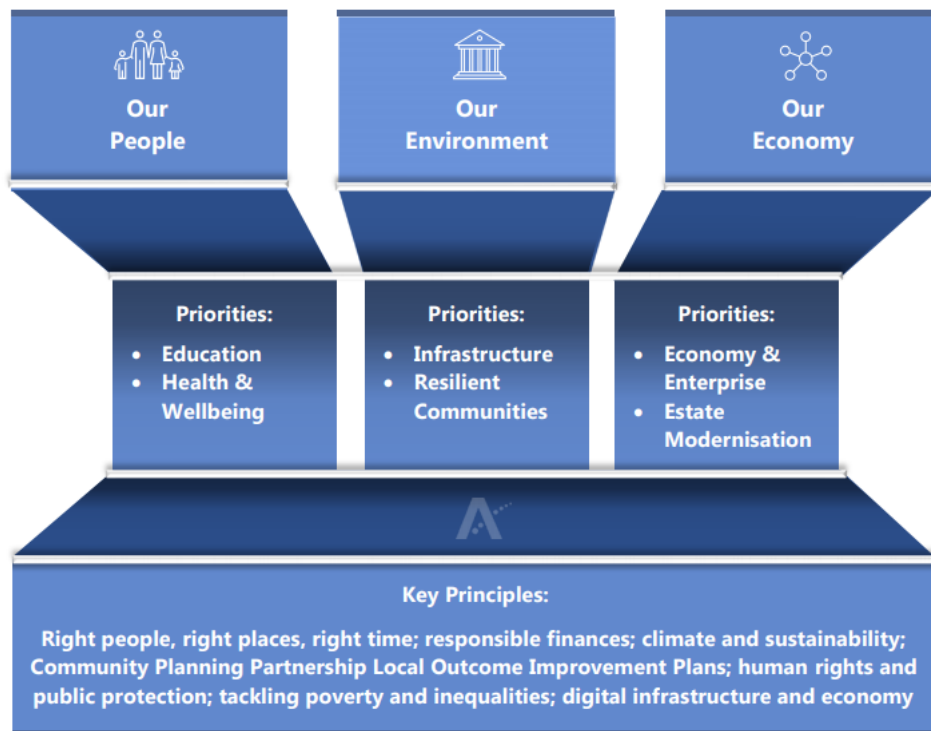 Our
People
Our
Environment
Our
Economy
Priorities:
• Education
• Health &
Wellbeing
Priorities:
• Infrastructure
• Resilient
Communities
Priorities:
• Economy &
Enterprise
• Estate
Modernisation
Key Principles:
Right people, right places, right time; responsible finances; climate and sustainability;
Community Planning Partnership Local Outcome Improvement Plans; human rights and
public protection; tackling poverty and inequalities; digital infrastructure and economy